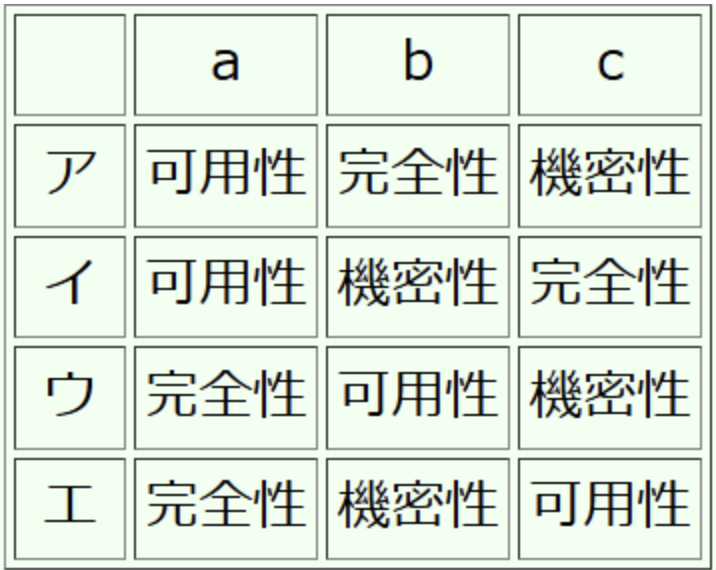 a b c
ア 可用性 完全性 機密性
イ 可用性 機密性 完全性
ウ 完全性 可用性 機密性
エ 完全性 機密性 可用性